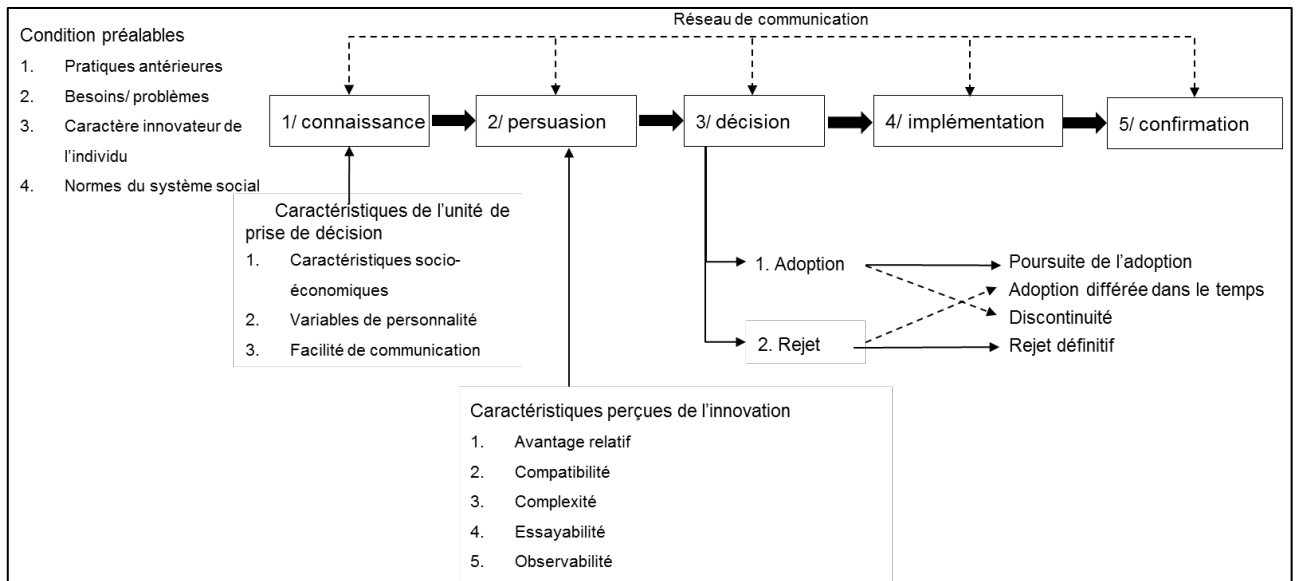 Réseau de communication
Condition préalables
1. Pratiques antérieures
2. Besoins/ problèmes
3. Caractère innovateur de
l'individu
4. Normes du système social
1/ connaissance
2/ persuasion
3/ décision
4/ implémentation
5/ confirmation
Caractéristiques de l'unité de
prise de décision
1. Caractéristiques socio-
économiques
2. Variables de personnalité
3. Facilité de communication
1. Adoption
2. Rejet
Poursuite de l'adoption
Adoption différée dans le temps
Discontinuité
Rejet définitif
Caractéristiques perçues de l'innovation
1. Avantage relatif
2. Compatibilité
3. Complexité
4. Essayabilité
5. Observabilité